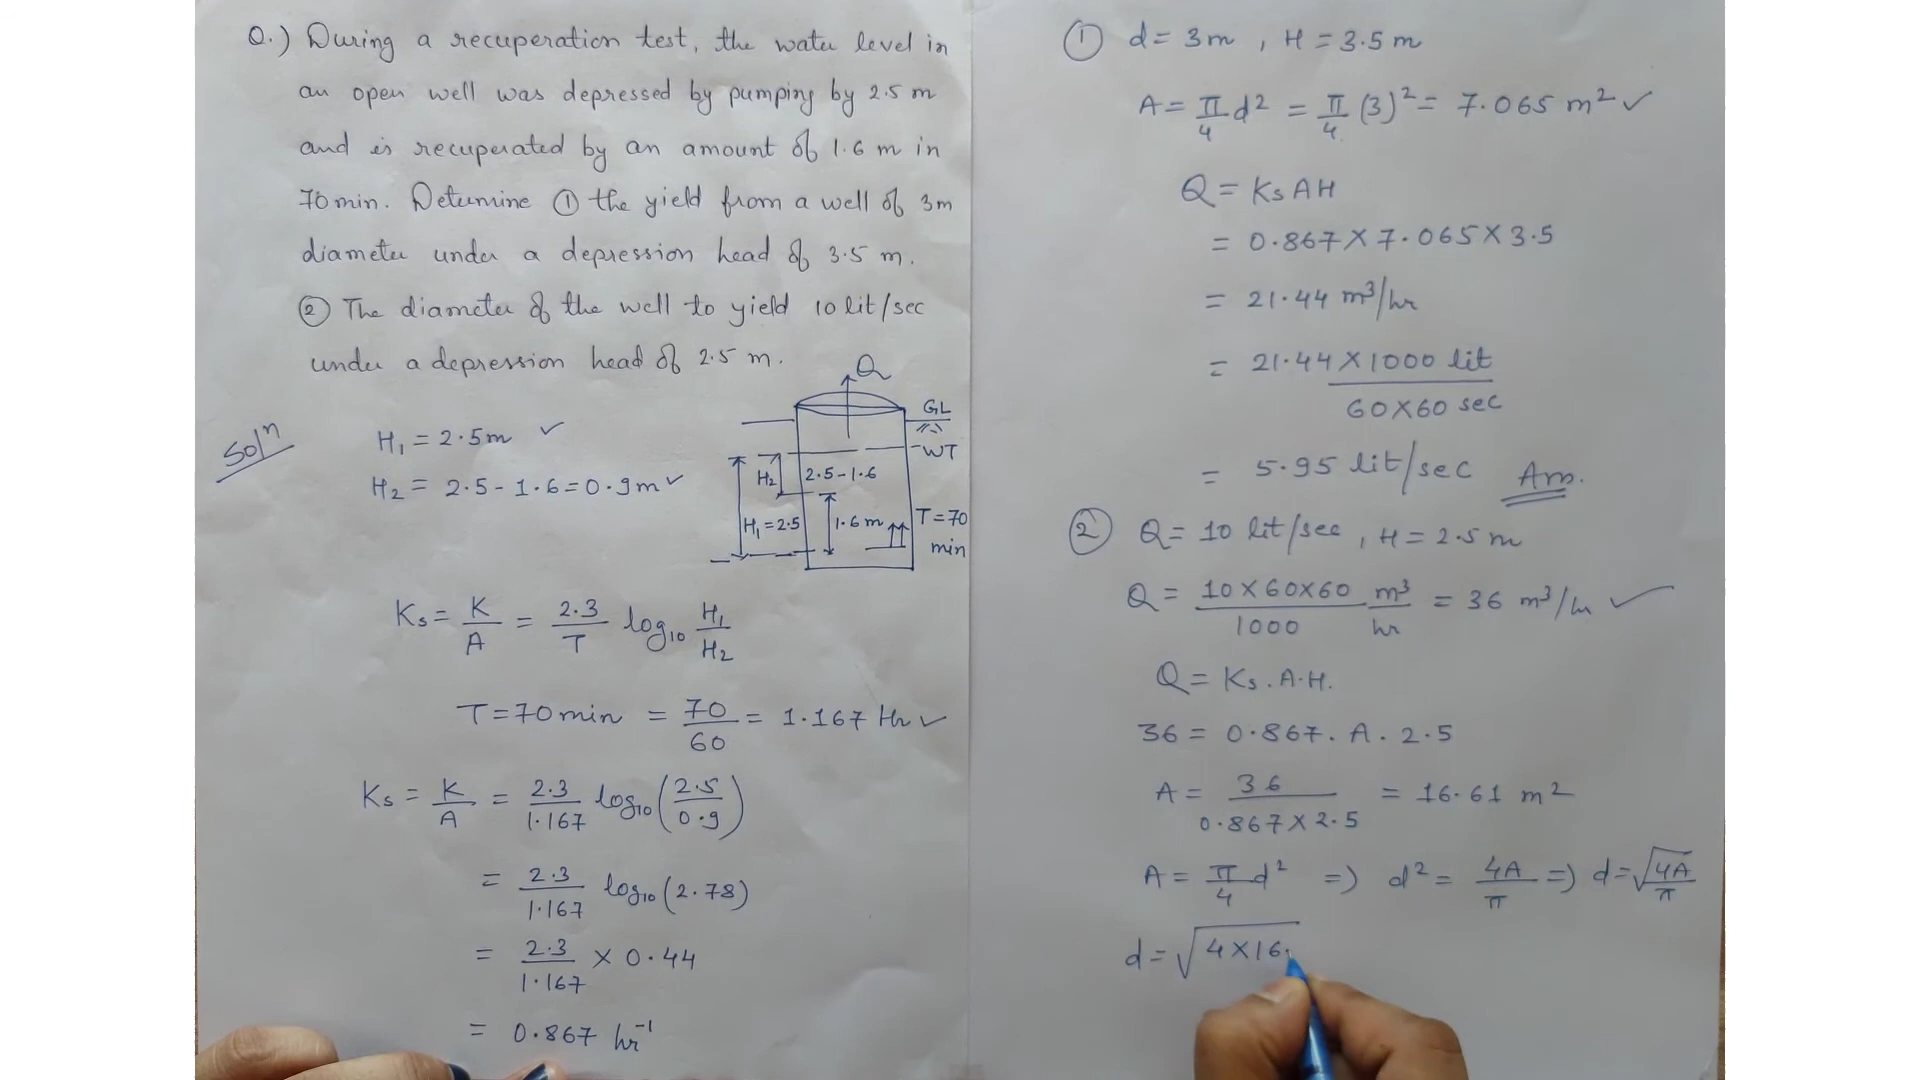 Q.) During a recuperation test, the water level in
an open well was depressed by pumping by 2.5 m
and is recuperated by an amount of 1.6 m in
70 min. Determine ① the yield from a well of 3m
diameter under a depression head of 3.5 m.
② The diameter of the well to yield 10 lit/sec
under a depression head of 2.5 m.
Solⁿ
H₁ = 2.5m ✓
H₂ = 2.5 - 1.6 = 0.9m ✓
Q
GL
WT
H₂ 2.5-1.6
H₁ = 2.5
1.6 m
T=70
min
Ks = K/A = 2.3/T log₁₀ H₁/H₂
T = 70 min = 70/60 = 1.167 Hr ✓
Ks = K/A = 2.3/1.167 log₁₀ (2.5/0.9)
= 2.3/1.167 log₁₀ (2.78)
= 2.3/1.167 × 0.44
= 0.867 hr⁻¹
① d = 3m , H = 3.5 m
A = π/4 d² = π/4 (3)² = 7.065 m² ✓
Q = Ks AH
= 0.867 × 7.065 × 3.5
= 21.44 m³/hr
= 21.44 × 1000 lit / 60×60 sec
= 5.95 lit/sec Ans.
② Q = 10 lit/sec , H = 2.5 m
Q = 10×60×60/1000 m³/hr = 36 m³/hr ✓
Q = Ks . A . H.
36 = 0.867 . A . 2.5
A = 36/0.867 × 2.5 = 16.61 m²
A = π/4 d² => d² = 4A/π => d = √4A/π
d = √4×16.